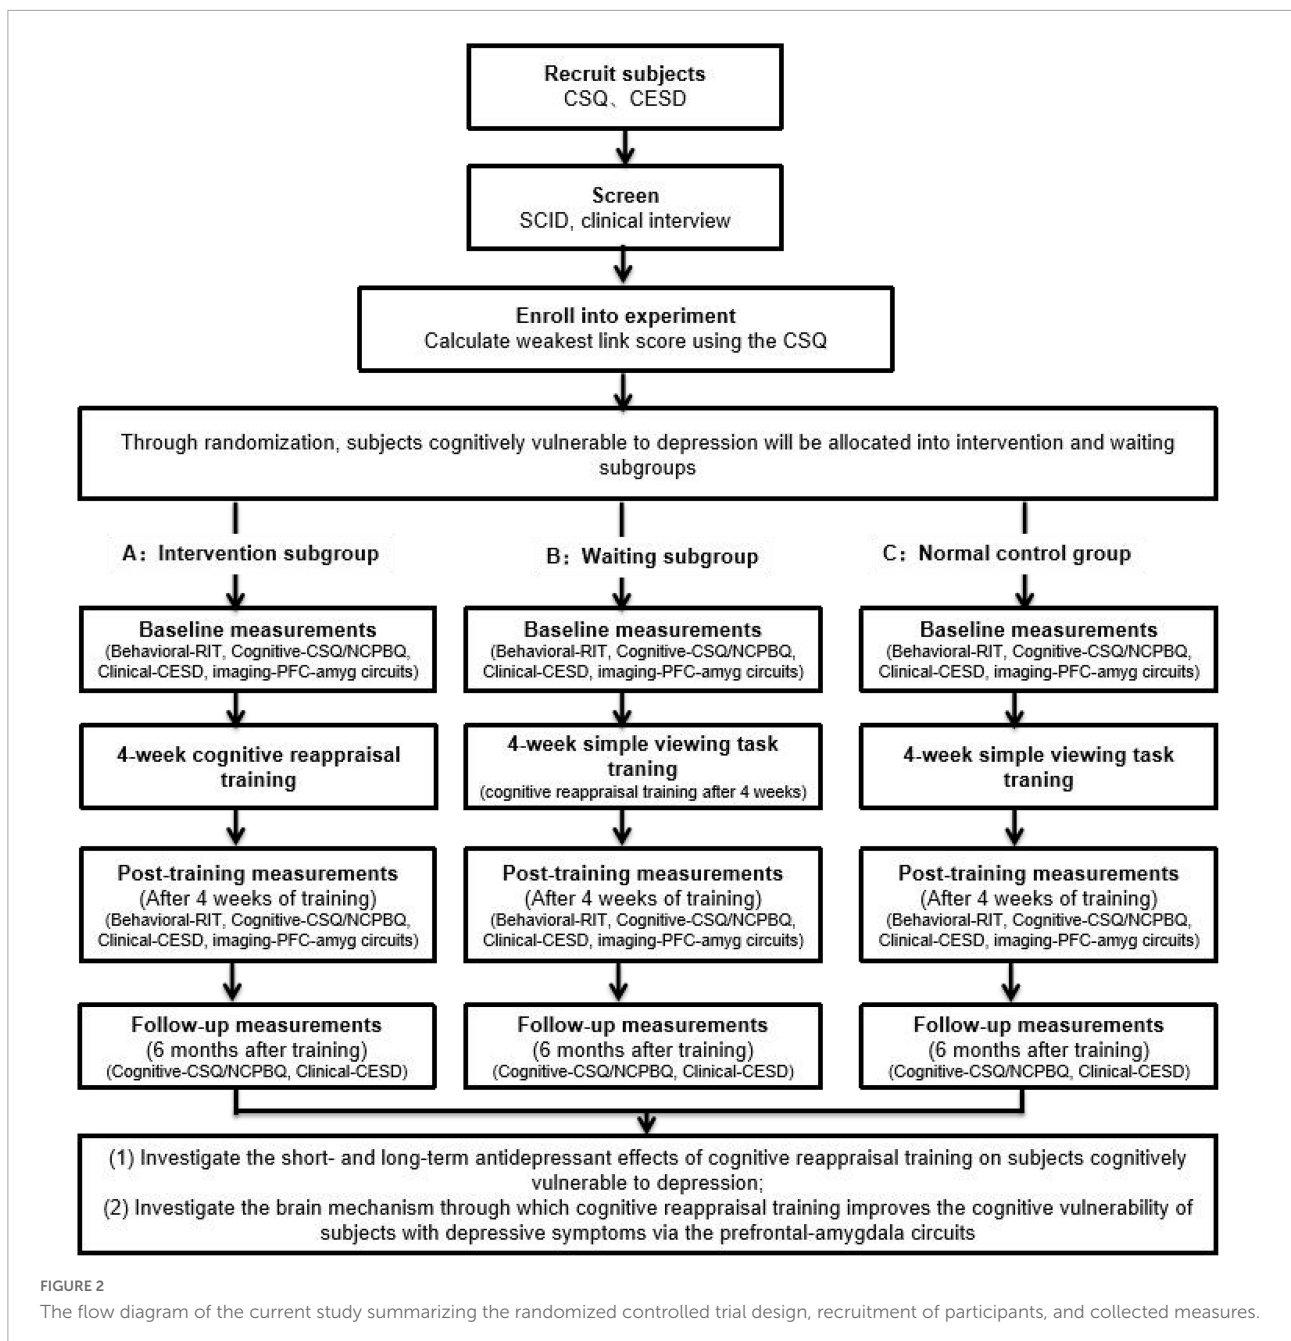 Recruit subjects
CSQ、CESD
Screen
SCID, clinical interview
Enroll into experiment
Calculate weakest link score using the CSQ
Through randomization, subjects cognitively vulnerable to depression will be allocated into intervention and waiting
subgroups
A：Intervention subgroup
B：Waiting subgroup
C：Normal control group
Baseline measurements
(Behavioral-RIT, Cognitive-CSQ/NCPBQ,
Clinical-CESD, imaging-PFC-amyg circuits)
Baseline measurements
(Behavioral-RIT, Cognitive-CSQ/NCPBQ,
Clinical-CESD, imaging-PFC-amyg circuits)
Baseline measurements
(Behavioral-RIT, Cognitive-CSQ/NCPBQ,
Clinical-CESD, imaging-PFC-amyg circuits)
4-week cognitive reappraisal
training
4-week simple viewing task
traning
(cognitive reappraisal training after 4 weeks)
4-week simple viewing task
traning
Post-training measurements
(After 4 weeks of training)
(Behavioral-RIT, Cognitive-CSQ/NCPBQ,
Clinical-CESD, imaging-PFC-amyg circuits)
Post-training measurements
(After 4 weeks of training)
(Behavioral-RIT, Cognitive-CSQ/NCPBQ,
Clinical-CESD, imaging-PFC-amyg circuits)
Post-training measurements
(After 4 weeks of training)
(Behavioral-RIT, Cognitive-CSQ/NCPBQ,
Clinical-CESD, imaging-PFC-amyg circuits)
Follow-up measurements
(6 months after training)
(Cognitive-CSQ/NCPBQ, Clinical-CESD)
Follow-up measurements
(6 months after training)
(Cognitive-CSQ/NCPBQ, Clinical-CESD)
Follow-up measurements
(6 months after training)
(Cognitive-CSQ/NCPBQ, Clinical-CESD)
(1) Investigate the short- and long-term antidepressant effects of cognitive reappraisal training on subjects cognitively
vulnerable to depression;
(2) Investigate the brain mechanism through which cognitive reappraisal training improves the cognitive vulnerability of
subjects with depressive symptoms via the prefrontal-amygdala circuits
FIGURE 2
The flow diagram of the current study summarizing the randomized controlled trial design, recruitment of participants, and collected measures.